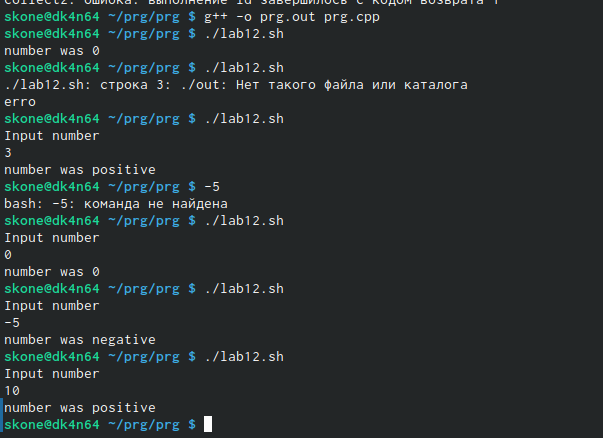 collect2: ошибка: выполнение ld завершилось с кодом возврата 1
skone@dk4n64 ~/prg/prg $ g++ -o prg.out prg.cpp
skone@dk4n64 ~/prg/prg $ ./lab12.sh
number was 0
skone@dk4n64 ~/prg/prg $ ./lab12.sh
./lab12.sh: строка 3: ./out: Нет такого файла или каталога
erro
skone@dk4n64 ~/prg/prg $ ./lab12.sh
Input number
3
number was positive
skone@dk4n64 ~/prg/prg $ -5
bash: -5: команда не найдена
skone@dk4n64 ~/prg/prg $ ./lab12.sh
Input number
0
number was 0
skone@dk4n64 ~/prg/prg $ ./lab12.sh
Input number
-5
number was negative
skone@dk4n64 ~/prg/prg $ ./lab12.sh
Input number
10
number was positive
skone@dk4n64 ~/prg/prg $